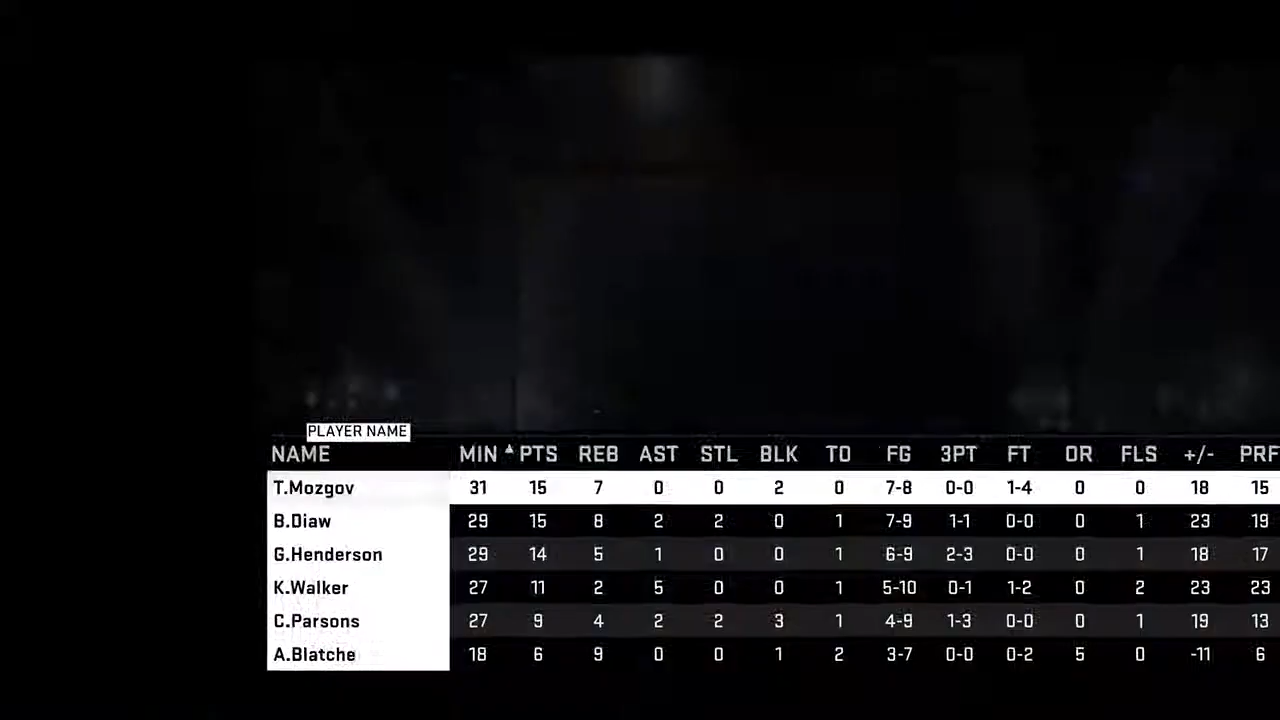 PLAYER NAME
NAME MIN ▲ PTS REB AST STL BLK TO FG 3PT FT OR FLS +/- PRF
T.Mozgov 31 15 7 0 0 2 0 7-8 0-0 1-4 0 0 18 15
B.Diaw 29 15 8 2 2 0 1 7-9 1-1 0-0 0 1 23 19
G.Henderson 29 14 5 1 0 0 1 6-9 2-3 0-0 0 1 18 17
K.Walker 27 11 2 5 0 0 1 5-10 0-1 1-2 0 2 23 23
C.Parsons 27 9 4 2 2 3 1 4-9 1-3 0-0 0 1 19 13
A.Blatche 18 6 9 0 0 1 2 3-7 0-0 0-2 5 0 -11 6